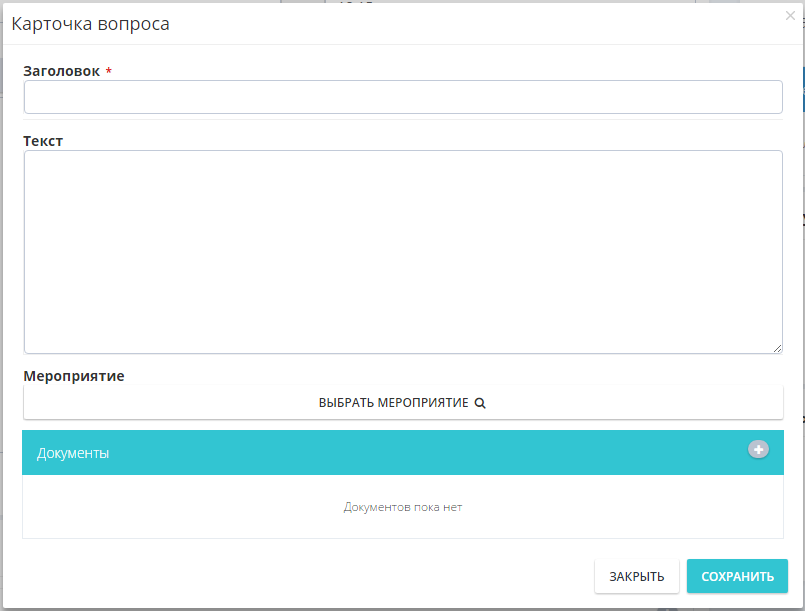 Карточка вопроса
Заголовок *
Текст
Мероприятие
ВЫБРАТЬ МЕРОПРИЯТИЕ
Документы
Документов пока нет
ЗАКРЫТЬ
СОХРАНИТЬ